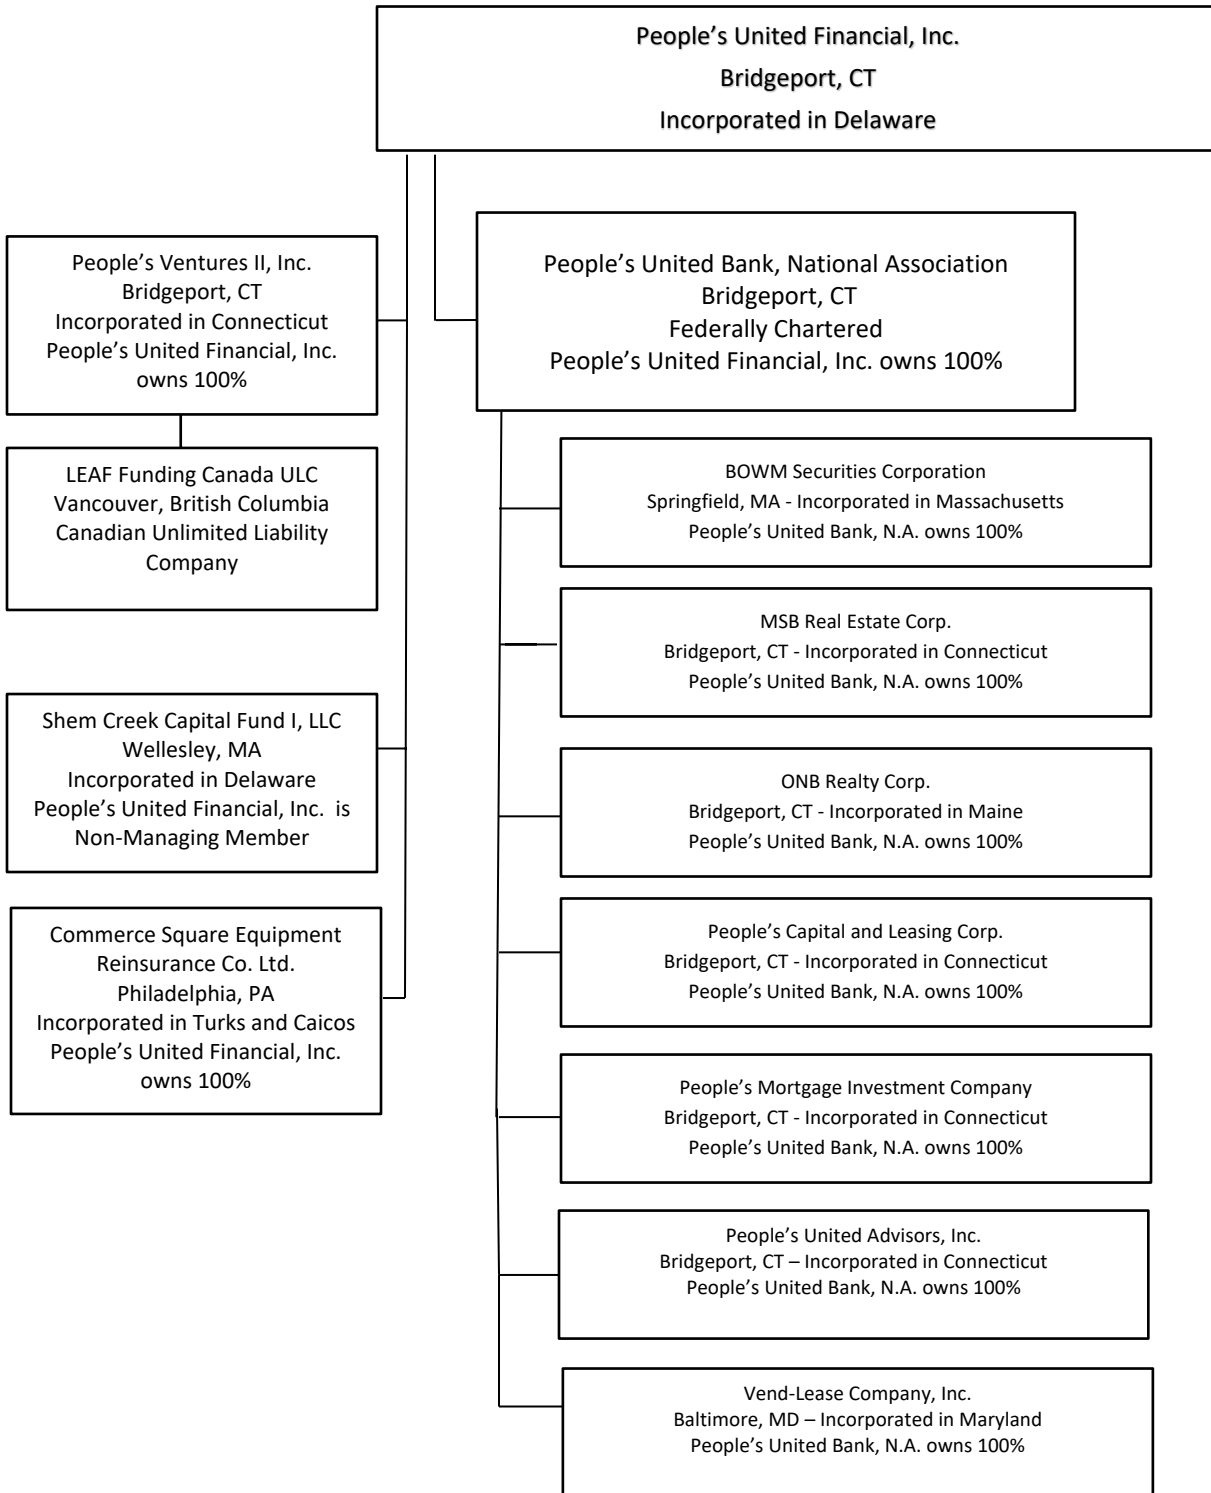 People’s United Financial, Inc.
Bridgeport, CT
Incorporated in Delaware
People’s Ventures II, Inc.
Bridgeport, CT
Incorporated in Connecticut
People’s United Financial, Inc.
owns 100%
LEAF Funding Canada ULC
Vancouver, British Columbia
Canadian Unlimited Liability
Company
Shem Creek Capital Fund I, LLC
Wellesley, MA
Incorporated in Delaware
People’s United Financial, Inc.  is
Non-Managing Member
Commerce Square Equipment
Reinsurance Co. Ltd.
Philadelphia, PA
Incorporated in Turks and Caicos
People’s United Financial, Inc.
owns 100%
People’s United Bank, National Association
Bridgeport, CT
Federally Chartered
People’s United Financial, Inc. owns 100%
BOWM Securities Corporation
Springfield, MA - Incorporated in Massachusetts
People’s United Bank, N.A. owns 100%
MSB Real Estate Corp.
Bridgeport, CT - Incorporated in Connecticut
People’s United Bank, N.A. owns 100%
ONB Realty Corp.
Bridgeport, CT - Incorporated in Maine
People’s United Bank, N.A. owns 100%
People’s Capital and Leasing Corp.
Bridgeport, CT - Incorporated in Connecticut
People’s United Bank, N.A. owns 100%
People’s Mortgage Investment Company
Bridgeport, CT - Incorporated in Connecticut
People’s United Bank, N.A. owns 100%
People’s United Advisors, Inc.
Bridgeport, CT – Incorporated in Connecticut
People’s United Bank, N.A. owns 100%
Vend-Lease Company, Inc.
Baltimore, MD – Incorporated in Maryland
People’s United Bank, N.A. owns 100%